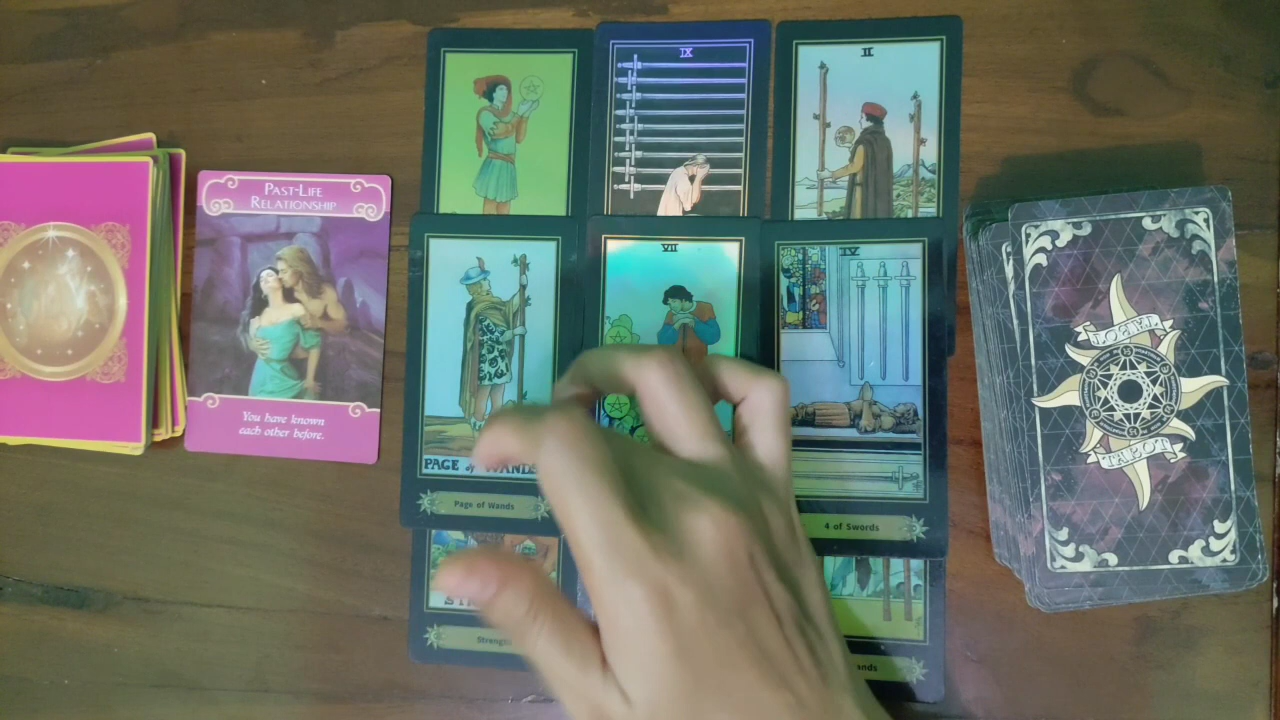 IX
II
PAST-LIFE
RELATIONSHIP
You have known
each other before.
VII
IV
PAGE of WANDS
Page of Wands
4 of Swords
Strength
TAROT
TAROT